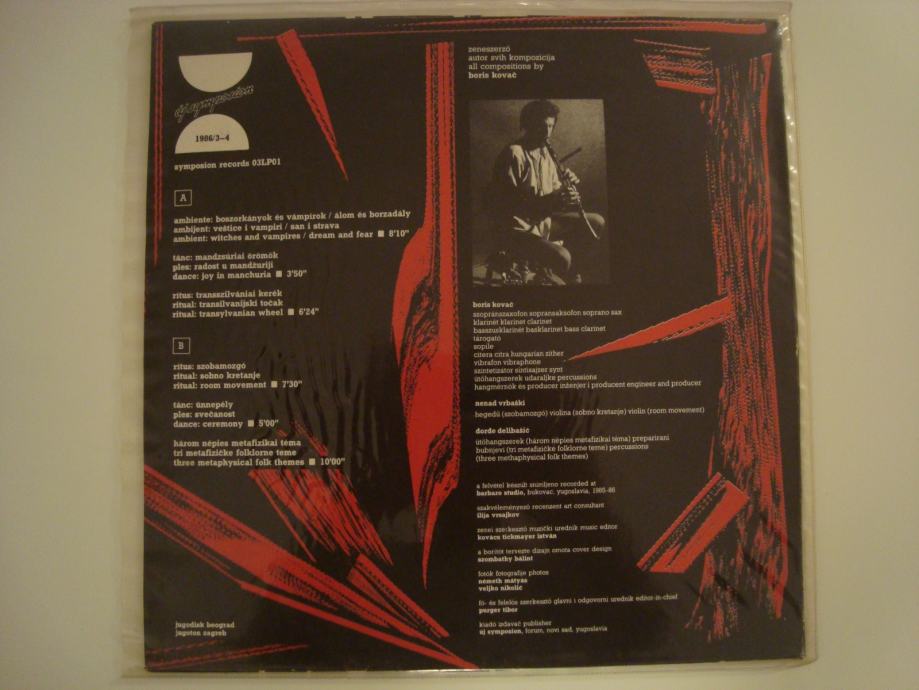 új symposion
1986/3-4
symposion records 03LP01
A
ambiente: boszorkányok és vámpírok / álom és borzadály
ambijent: veštice i vampiri / san i strava
ambient: witches and vampires / dream and fear ■ 8'10"
tánc: mandzsúriai örömök
ples: radost u mandžuriji
dance: joy in manchuria ■ 3'50"
rítus: transszilvániai kerék
ritual: transilvanijski točak
ritual: transylvanian wheel ■ 6'24"
B
rítus: szobamozgó
ritual: sobno kretanje
ritual: room movement ■ 7'30"
tánc: ünnepély
ples: svečanost
dance: ceremony ■ 5'00"
három népies metafizikai téma
tri metafizičke folklorne teme
three metaphysical folk themes ■ 10'00"
jugodisk beograd
jugoton zagreb
zeneszerző
autor svih kompozicija
all compositions by
boris kovač
boris kovač
szopránszaxofon sopransaksofon soprano sax
klarinét klarinet clarinet
basszusklarinét basklarinet bass clarinet
tárogató
sopile
citera citra hungarian zither
vibrafon vibraphone
szintetizátor sintisajzer synt
ütőhangszerek udaraljke percussions
hangmérnök és producer inženjer i producent engineer and producer
nenad vrbaški
hegedű (szobamozgó) violina (sobno kretanje) violin (room movement)
đorđe delibašić
ütőhangszerek (három népies metafizikai téma) preparirani
bubnjevi (tri metafizičke folklorne teme) percussions
(three methaphysical folk themes)
a felvétel készült snimljeno recorded at
barbaro studio, bukovac, yugoslavia, 1985-86
szakvéleményező recenzent art consultant
ilija vrsajkov
zenei szerkesztő muzički urednik music editor
kovács tickmayer istván
a borítót tervezte dizajn omota cover design
szombathy bálint
fotók fotografije photos
németh mátyás
veljko nikolić
fő- és felelős szerkesztő glavni i odgovorni urednik editor-in-chief
purger tibor
kiadó izdavač publisher
új symposion, forum, novi sad, yugoslavia